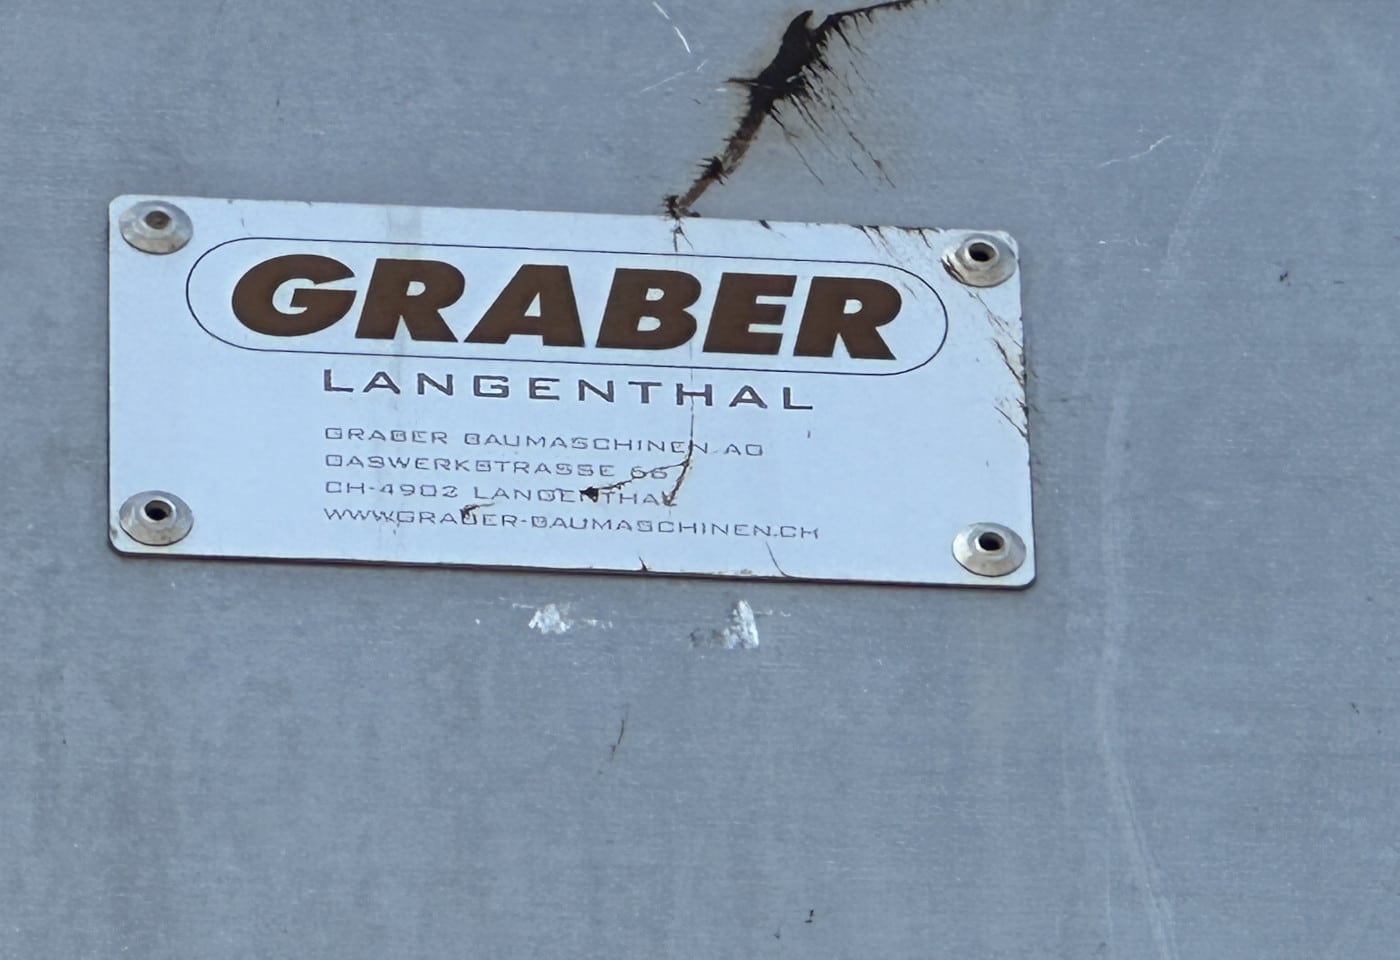 GRABER
LANGENTHAL
GRABER BAUMASCHINEN AG
GASWERKSTRASSE 66
CH-4902 LANGENTHAL
WWW.GRABER-BAUMASCHINEN.CH